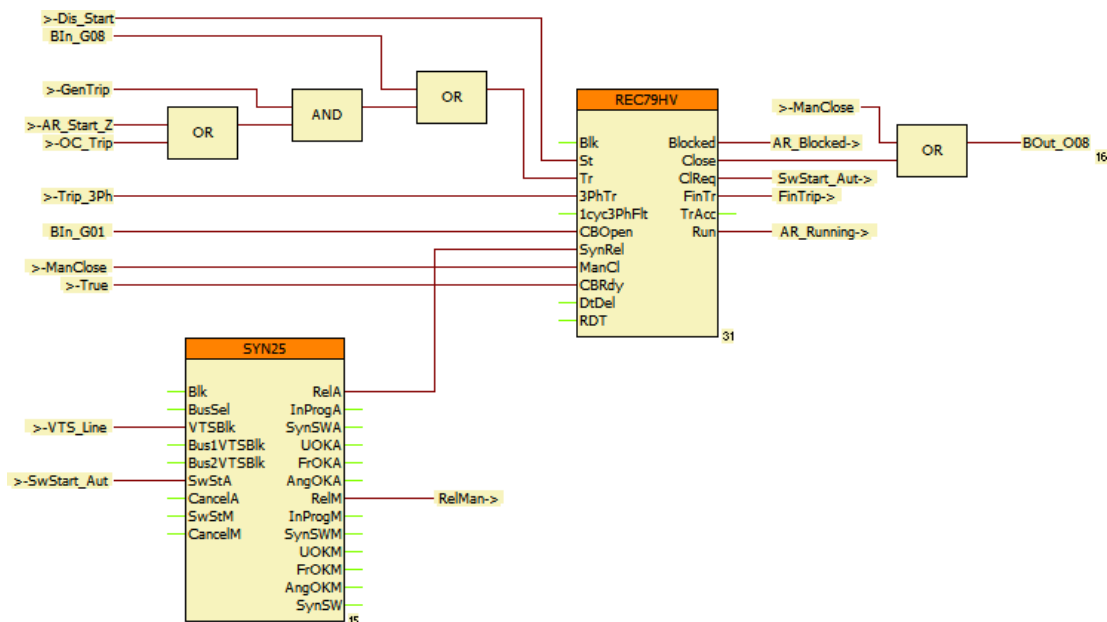 >-Dis_Start
BIn_G08
>-GenTrip
>-AR_Start_Z
>-OC_Trip
OR
AND
OR
>-Trip_3Ph
BIn_G01
>-ManClose
>-True
REC79HV
Blk
St
Tr
3PhTr
1cyc3PhFlt
CBOpen
SynRel
ManCl
CBRdy
DtDel
RDT
Blocked
Close
ClReq
FinTr
TrAcc
Run
31
>-ManClose
AR_Blocked->
SwStart_Aut->
FinTrip->
AR_Running->
OR
BOut_O08
16
SYN25
>-VTS_Line
>-SwStart_Aut
Blk
BusSel
VTSBlk
Bus1VTSBlk
Bus2VTSBlk
SwStA
CancelA
SwStM
CancelM
RelA
InProgA
SynSWA
UOKA
FrOKA
AngOKA
RelM
InProgM
SynSWM
UOKM
FrOKM
AngOKM
SynSW
15
RelMan->